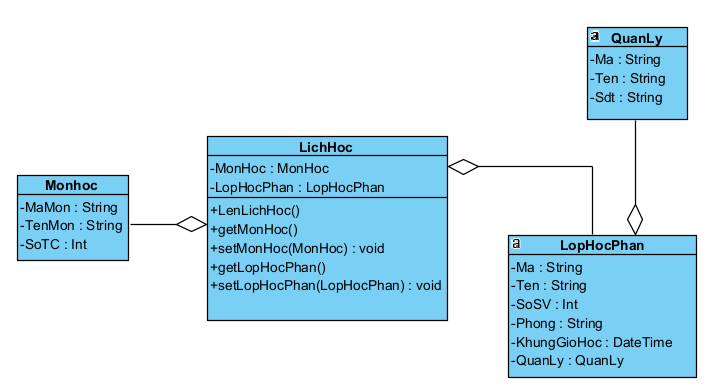 a
QuanLy
-Ma : String
-Ten : String
-Sdt : String
LichHoc
-MonHoc : MonHoc
-LopHocPhan : LopHocPhan
+LenLichHoc()
+getMonHoc()
+setMonHoc(MonHoc) : void
+getLopHocPhan()
+setLopHocPhan(LopHocPhan) : void
Monhoc
-MaMon : String
-TenMon : String
-SoTC : Int
a
LopHocPhan
-Ma : String
-Ten : String
-SoSV : Int
-Phong : String
-KhungGioHoc : DateTime
-QuanLy : QuanLy